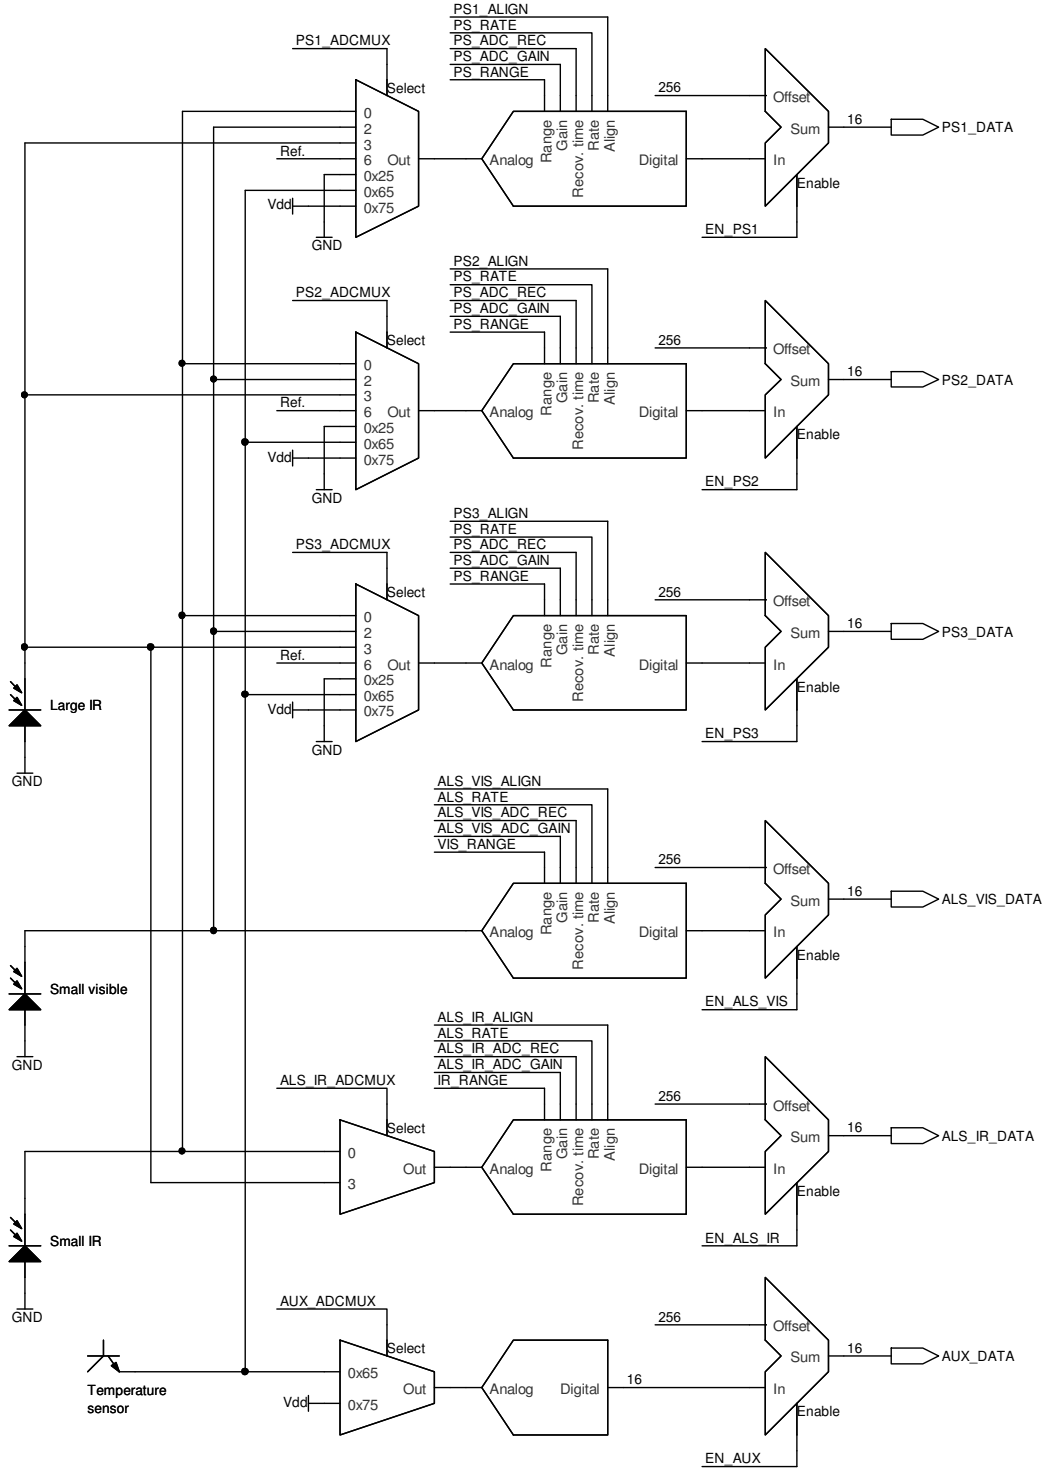 PS1_ALIGN
PS_RATE
PS1_ADCMUX PS_ADC_REC
PS_ADC_GAIN
PS_RANGE
Select 256 Offset
0 Range Gain Recov. time Rate Align
2 Sum 16 PS1_DATA
3
Ref. 6 Out Analog Digital In
0x25
0x65 Enable
Vdd 0x75
EN_PS1
GND
PS2_ALIGN
PS_RATE
PS2_ADCMUX PS_ADC_REC
PS_ADC_GAIN
PS_RANGE
Select 256 Offset
0 Range Gain Recov. time Rate Align
2 Sum 16 PS2_DATA
3
Ref. 6 Out Analog Digital In
0x25
0x65 Enable
Vdd 0x75
EN_PS2
GND
PS3_ALIGN
PS_RATE
PS3_ADCMUX PS_ADC_REC
PS_ADC_GAIN
PS_RANGE
Select 256 Offset
0 Range Gain Recov. time Rate Align
2 Sum 16 PS3_DATA
3
Ref. 6 Out Analog Digital In
0x25
0x65 Enable
Large IR Vdd 0x75
EN_PS3
GND
GND
ALS_VIS_ALIGN
ALS_RATE
ALS_VIS_ADC_REC
ALS_VIS_ADC_GAIN
VIS_RANGE
256 Offset
Range Gain Recov. time Rate Align
Sum 16 ALS_VIS_DATA
Analog Digital In
Enable
Small visible
EN_ALS_VIS
GND
ALS_IR_ALIGN
ALS_RATE
ALS_IR_ADC_REC
ALS_IR_ADC_GAIN
ALS_IR_ADCMUX IR_RANGE
256 Offset
Select Range Gain Recov. time Rate Align
Sum 16 ALS_IR_DATA
0
Out Analog Digital In
3
Enable
Small IR EN_ALS_IR
GND
AUX_ADCMUX
256 Offset
Select
Sum 16 AUX_DATA
0x65
Temperature
sensor
Out Analog Digital 16 In
Vdd 0x75
Enable
EN_AUX